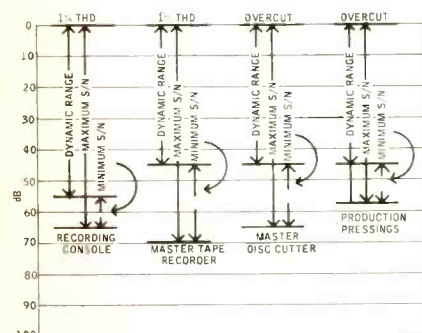 1% THD
1% THD
OVERCUT
OVERCUT
0
10
20
30
40
50
60
70
80
90
100
dB
DYNAMIC RANGE
MAXIMUM S/N
MINIMUM S/N
DYNAMIC RANGE
MAXIMUM S/N
MINIMUM S/N
DYNAMIC RANGE
MAXIMUM S/N
MINIMUM S/N
DYNAMIC RANGE
MAXIMUM S/N
MINIMUM S/N
RECORDING
CONSOLE
MASTER TAPE
RECORDER
MASTER
DISC CUTTER
PRODUCTION
PRESSINGS